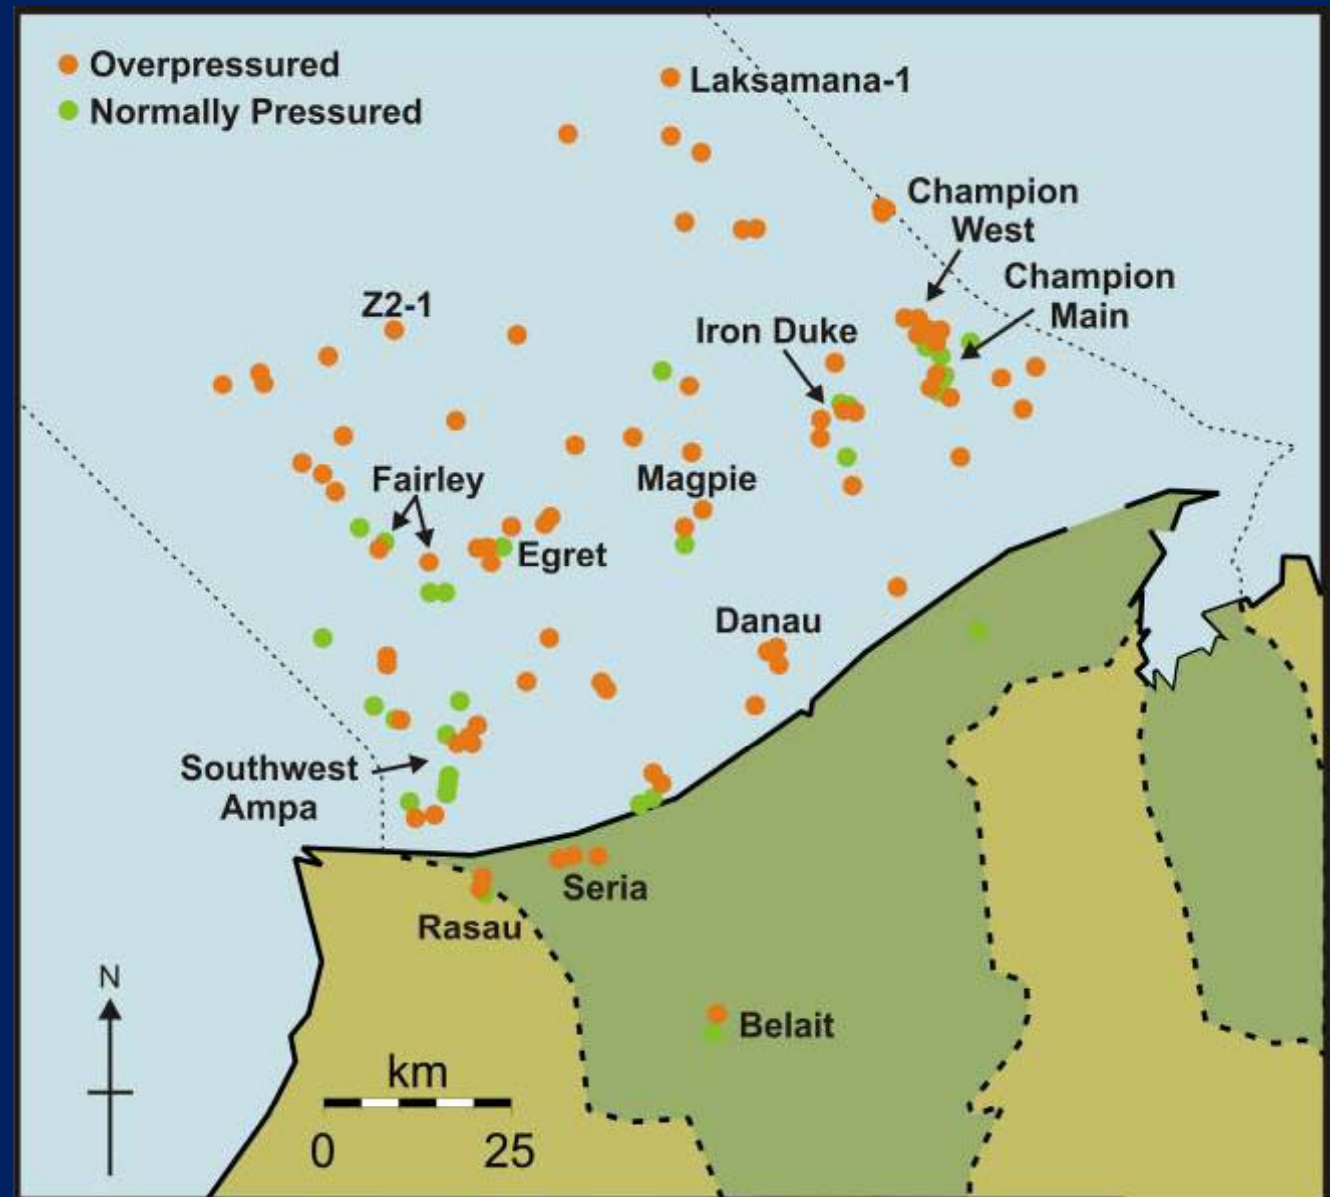 Overpressured
Normally Pressured
Laksamana-1
Champion
West
Champion
Main
Z2-1
Iron Duke
Fairley
Magpie
Egret
Danau
Southwest
Ampa
Seria
Rasau
Belait
N
km
0 25